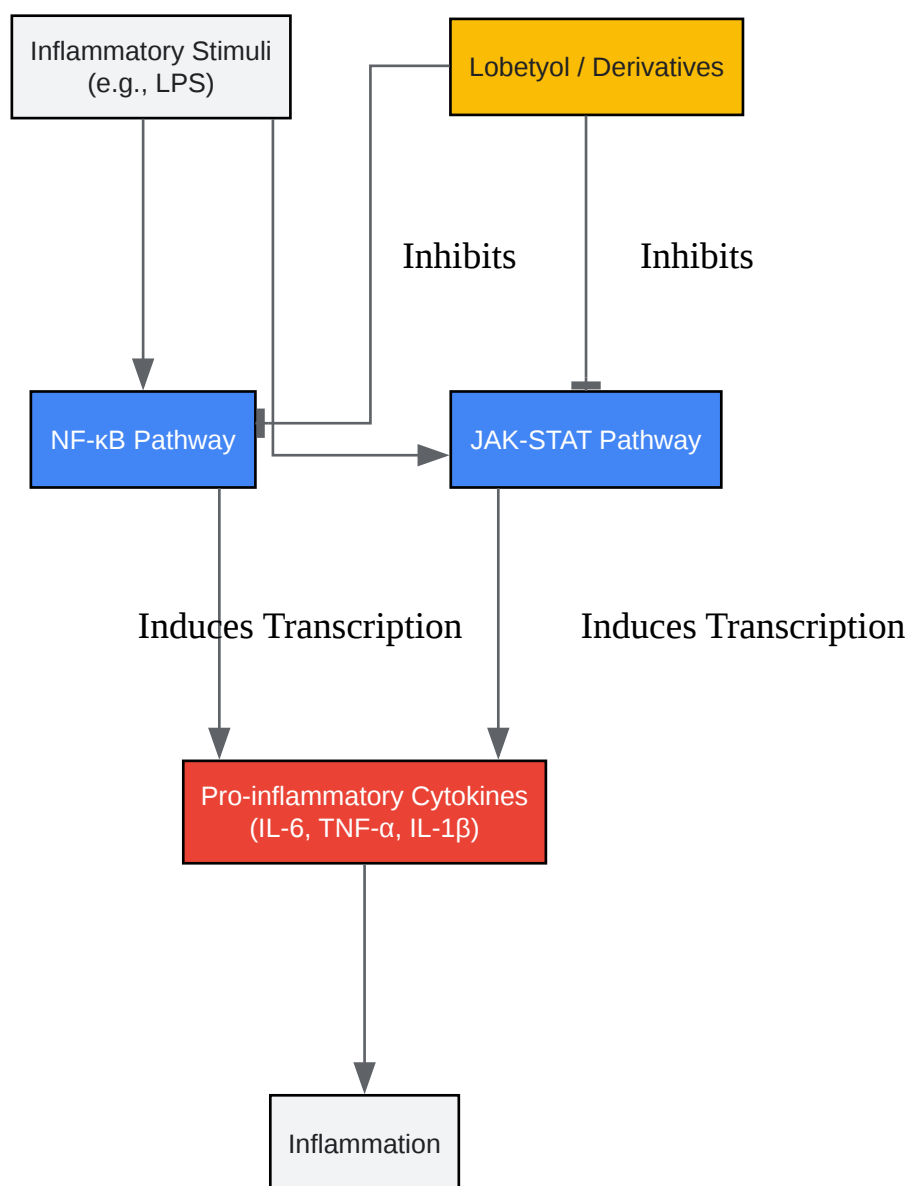 Inflammatory Stimuli
(e.g., LPS)
Lobetyol / Derivatives
Inhibits
Inhibits
NF-κB Pathway
JAK-STAT Pathway
Induces Transcription
Induces Transcription
Pro-inflammatory Cytokines
(IL-6, TNF-α, IL-1β)
Inflammation